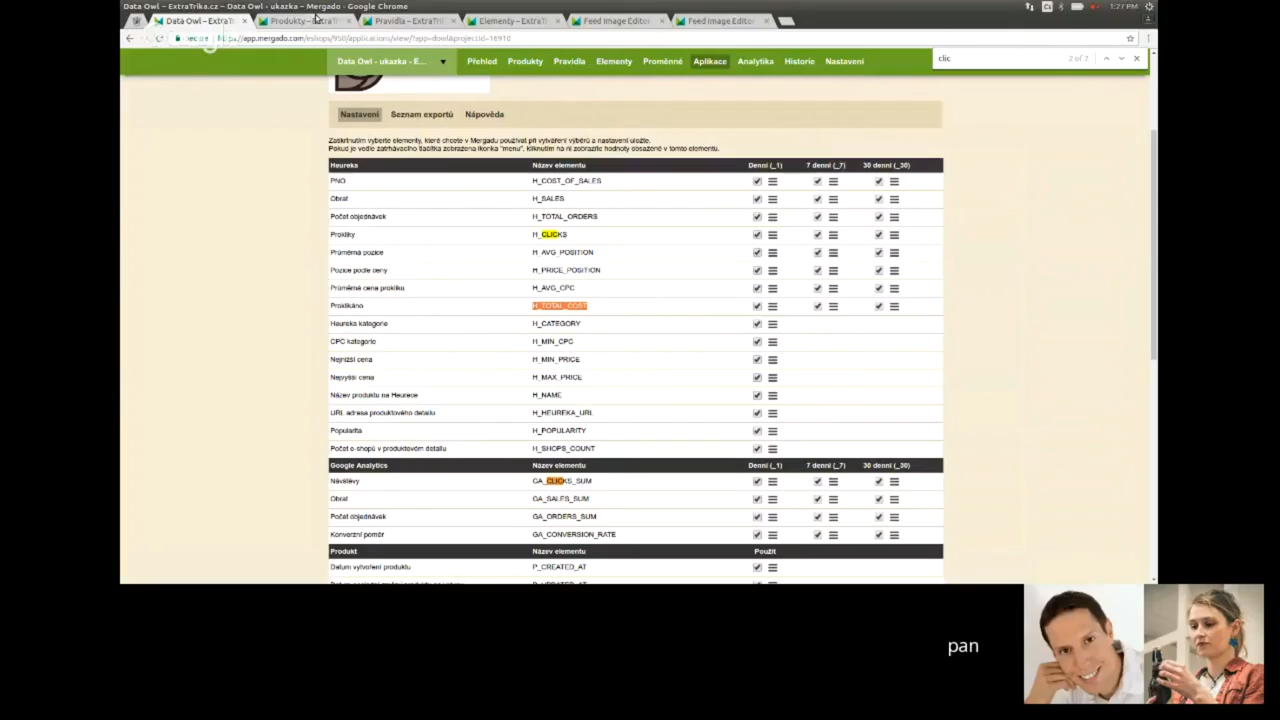 Data Owl – ExtraTrika.cz – Data Owl - ukazka – Mergado - Google Chrome
1:27 PM
Data Owl – ExtraTr
Produkty – ExtraTri
Pravidla – ExtraTri
Elementy – ExtraTri
Feed Image Editor
Feed Image Editor
https://app.mergado.com/eshops/950/applications/view/?app=dowl&projectId=16910
clic
2 of 7
Data Owl - ukazka - E... Přehled Produkty Pravidla Elementy Proměnné Aplikace Analytika Historie Nastavení
Nastavení Seznam exportů Nápověda
Zaškrtnutím vyberte elementy, které chcete v Mergadu používat při vytváření výběrů a nastavení uložte.
Pokud je vedle zatrhávacího tlačítka zobrazena ikonka "menu", kliknutím na ni zobrazíte hodnoty obsažené v tomto elementu.
Heureka Název elementu Denní (_1) 7 denní (_7) 30 denní (_30)
PNO H_COST_OF_SALES
Obrat H_SALES
Počet objednávek H_TOTAL_ORDERS
Prokliky H_CLICKS
Průměrná pozice H_AVG_POSITION
Pozice podle ceny H_PRICE_POSITION
Průměrná cena prokliku H_AVG_CPC
Proklikáno H_TOTAL_COST
Heureka kategorie H_CATEGORY
CPC kategorie H_MIN_CPC
Nejnižší cena H_MIN_PRICE
Nejvyšší cena H_MAX_PRICE
Název produktu na Heurece H_NAME
URL adresa produktového detailu H_HEUREKA_URL
Popularita H_POPULARITY
Počet e-shopů v produktovém detailu H_SHOPS_COUNT
Google Analytics Název elementu Denní (_1) 7 denní (_7) 30 denní (_30)
Návštěvy GA_CLICKS_SUM
Obrat GA_SALES_SUM
Počet objednávek GA_ORDERS_SUM
Konverzní poměr GA_CONVERSION_RATE
Produkt Název elementu Použít
Datum vytvoření produktu P_CREATED_AT
pan